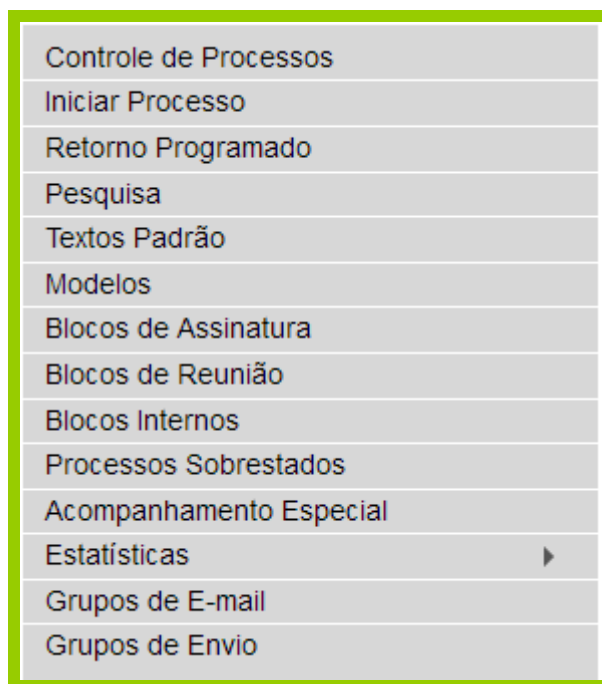 Controle de Processos
Iniciar Processo
Retorno Programado
Pesquisa
Textos Padrão
Modelos
Blocos de Assinatura
Blocos de Reunião
Blocos Internos
Processos Sobrestados
Acompanhamento Especial
Estatísticas
Grupos de E-mail
Grupos de Envio